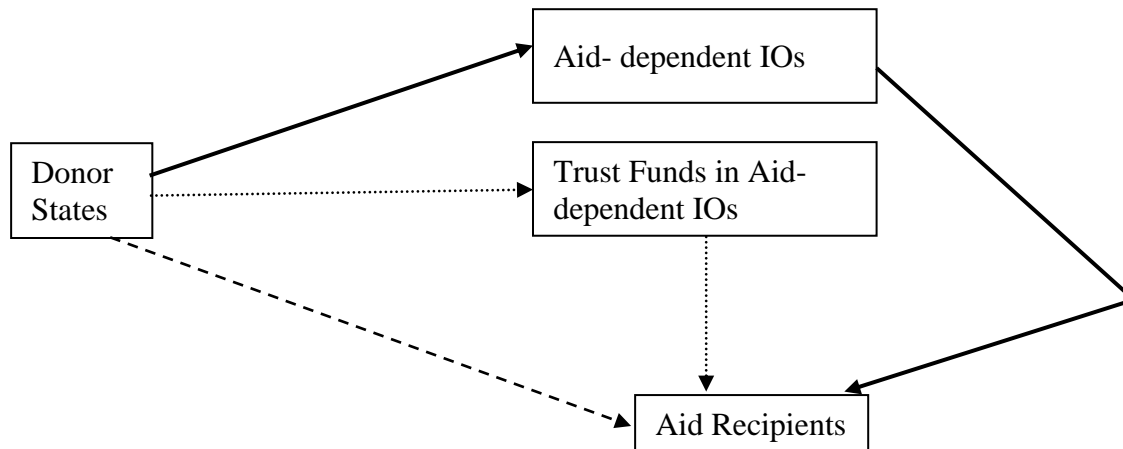 Aid- dependent IOs
Donor
States
Trust Funds in Aid-
dependent IOs
Aid Recipients